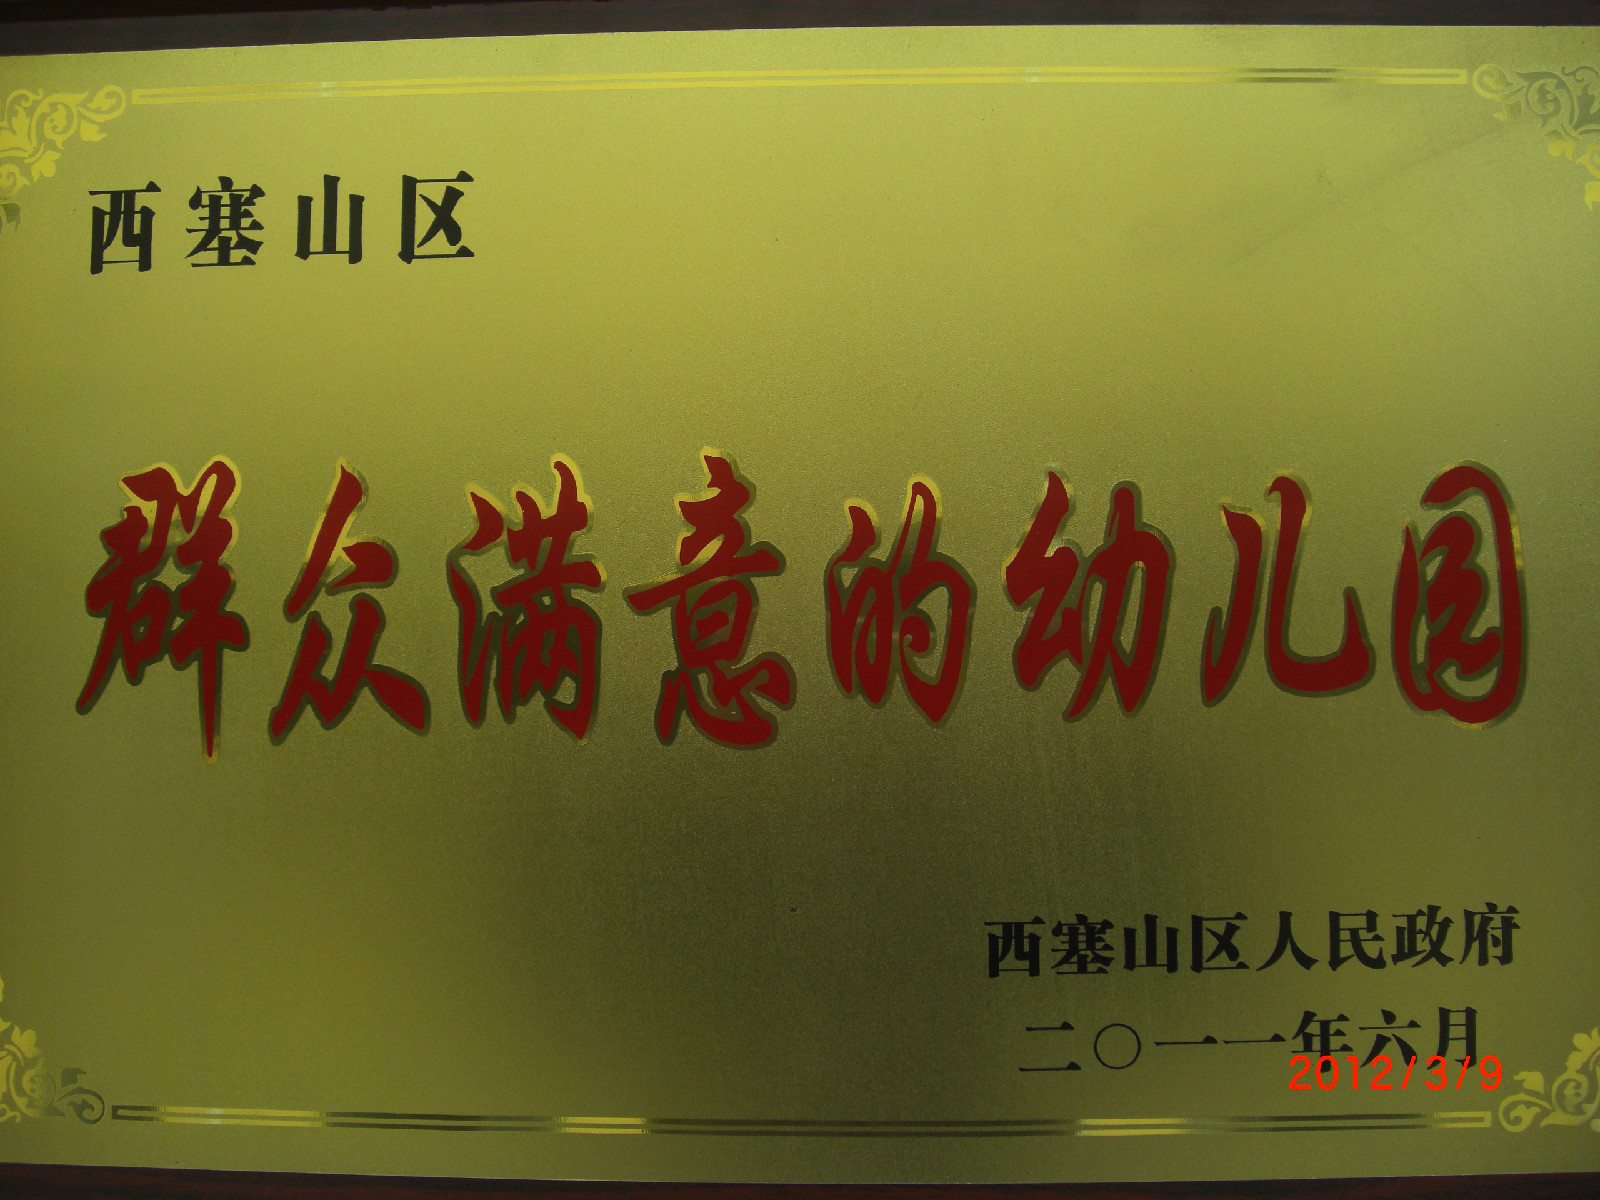 西塞山区
群众满意的幼儿园
西塞山区人民政府
二〇一一年六月
2012/3/9